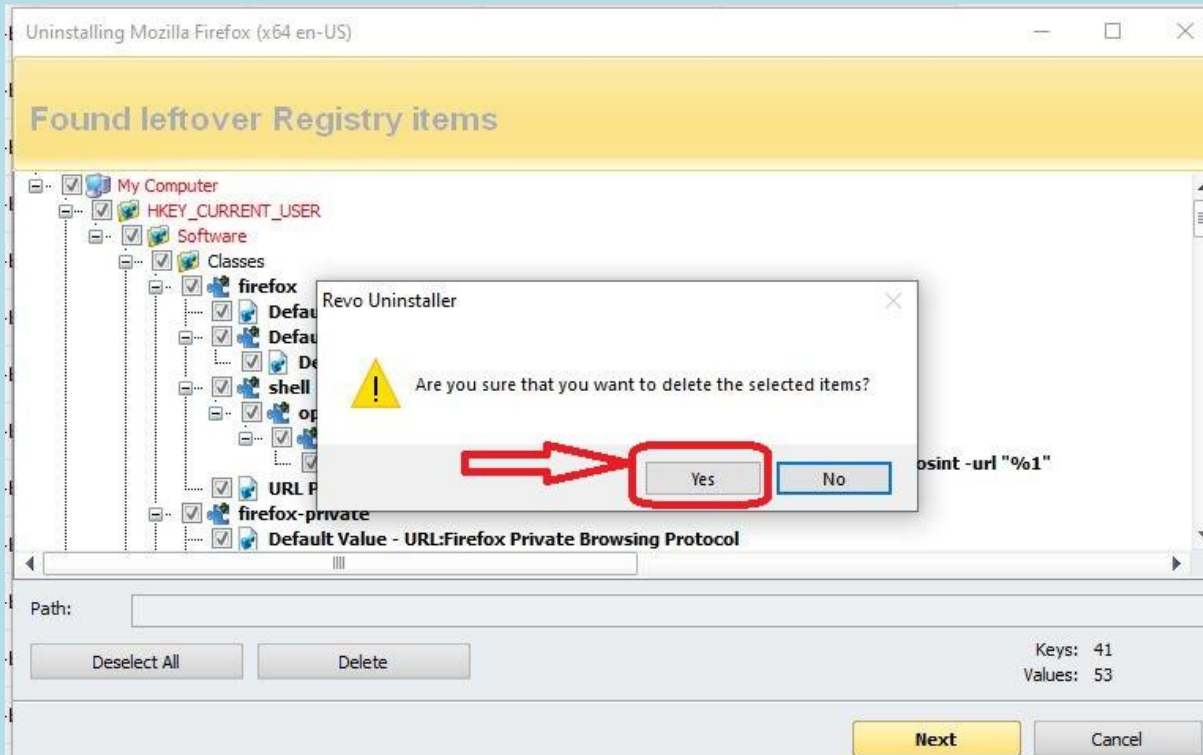 Uninstalling Mozilla Firefox (x64 en-US)
Found leftover Registry items
My Computer
HKEY_CURRENT_USER
Software
Classes
firefox
Revo Uninstaller
shell
Are you sure that you want to delete the selected items?
osint -url "%1"
Yes
No
URL
firefox-private
Default Value - URL:Firefox Private Browsing Protocol
Path:
Deselect All
Delete
Keys: 41
Values: 53
Next
Cancel